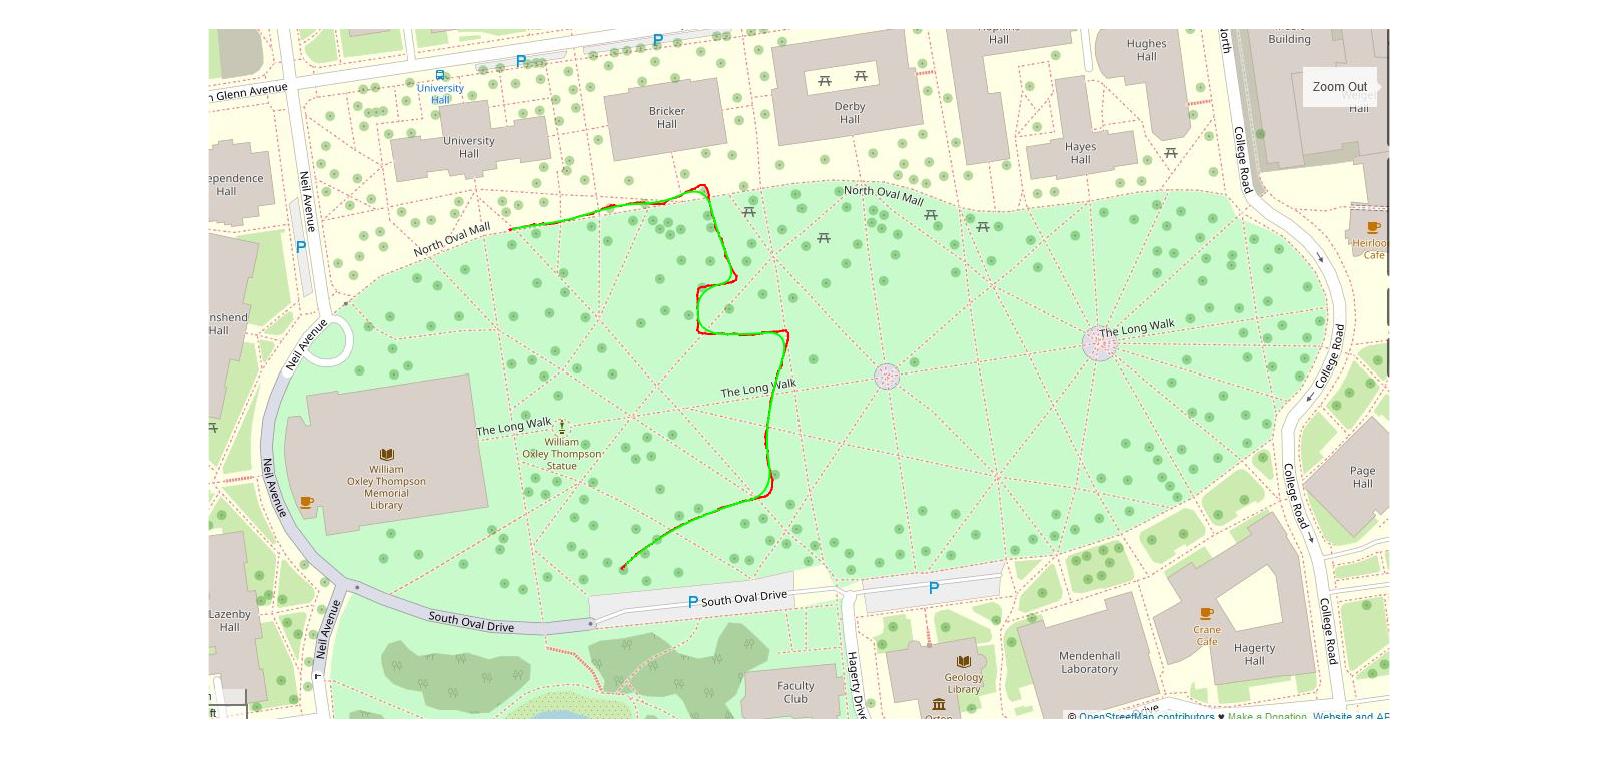 Hall
Hughes
Hall
North
Building
Zoom Out
Hall
P
P
University
Hall
n Glenn Avenue
Bricker
Hall
Derby
Hall
University
Hall
Hayes
Hall
College Road
ependence
Hall
Neil Avenue
P
North Oval Mall
North Oval Mall
Heirloom
Cafe
nshend
Hall
Neil Avenue
The Long Walk
College Road
The Long Walk
The Long Walk
William
Oxley Thompson
Statue
William
Oxley Thompson
Memorial
Library
Neil Avenue
College Road
Page
Hall
P
South Oval Drive
P
South Oval Drive
Neil Avenue
Lazenby
Hall
College Road
Crane
Cafe
Hagerty
Hall
Mendenhall
Laboratory
Geology
Library
Hagerty Drive
Faculty
Club
Orton
ft
rive
© OpenStreetMap contributors ♥ Make a Donation. Website and AP